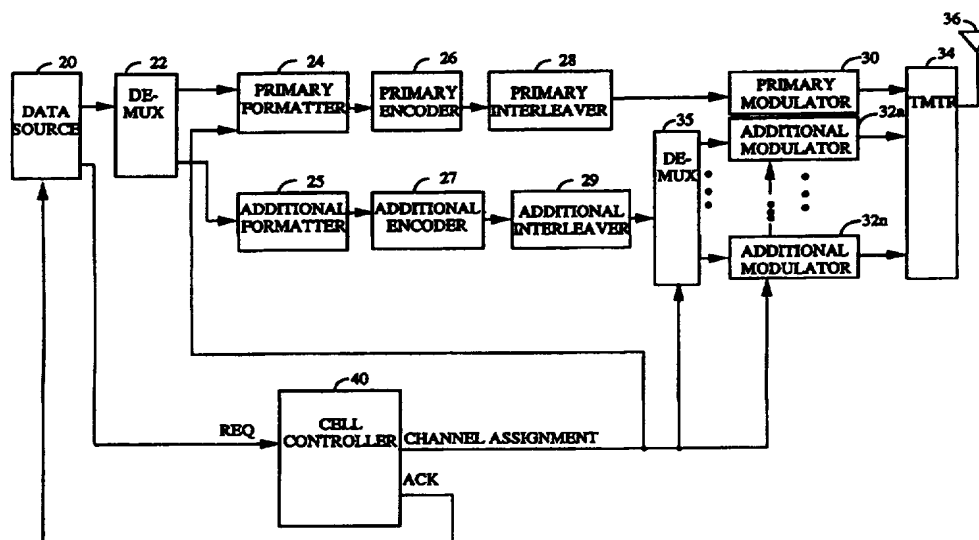 20
DATA
SOURCE
22
DE-
MUX
24
PRIMARY
FORMATTER
26
PRIMARY
ENCODER
28
PRIMARY
INTERLEAVER
30
PRIMARY
MODULATOR
32a
ADDITIONAL
MODULATOR
34
TMTR
36
25
ADDITIONAL
FORMATTER
27
ADDITIONAL
ENCODER
29
ADDITIONAL
INTERLEAVER
35
DE-
MUX
32n
ADDITIONAL
MODULATOR
40
CELL
CONTROLLER
REQ
CHANNEL ASSIGNMENT
ACK